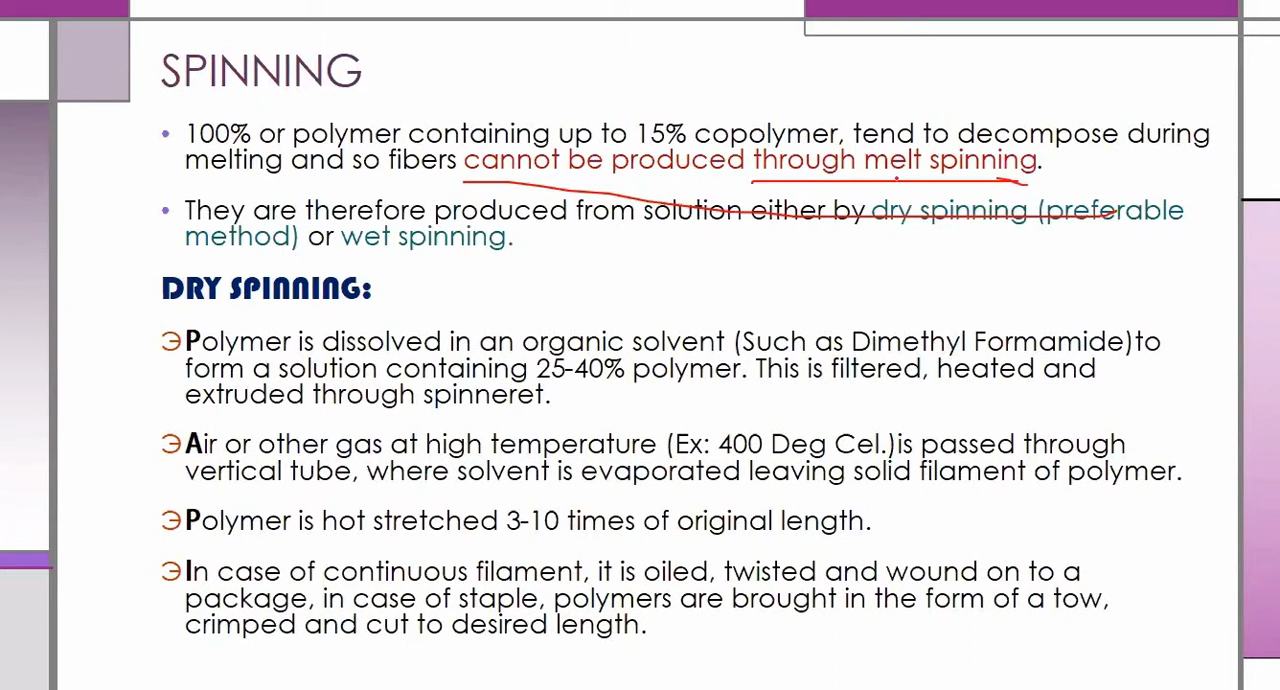 SPINNING
• 100% or polymer containing up to 15% copolymer, tend to decompose during
melting and so fibers cannot be produced through melt spinning.
• They are therefore produced from solution either by dry spinning (preferable
method) or wet spinning.
DRY SPINNING:
Polymer is dissolved in an organic solvent (Such as Dimethyl Formamide)to
form a solution containing 25-40% polymer. This is filtered, heated and
extruded through spinneret.
Air or other gas at high temperature (Ex: 400 Deg Cel.)is passed through
vertical tube, where solvent is evaporated leaving solid filament of polymer.
Polymer is hot stretched 3-10 times of original length.
In case of continuous filament, it is oiled, twisted and wound on to a
package, in case of staple, polymers are brought in the form of a tow,
crimped and cut to desired length.